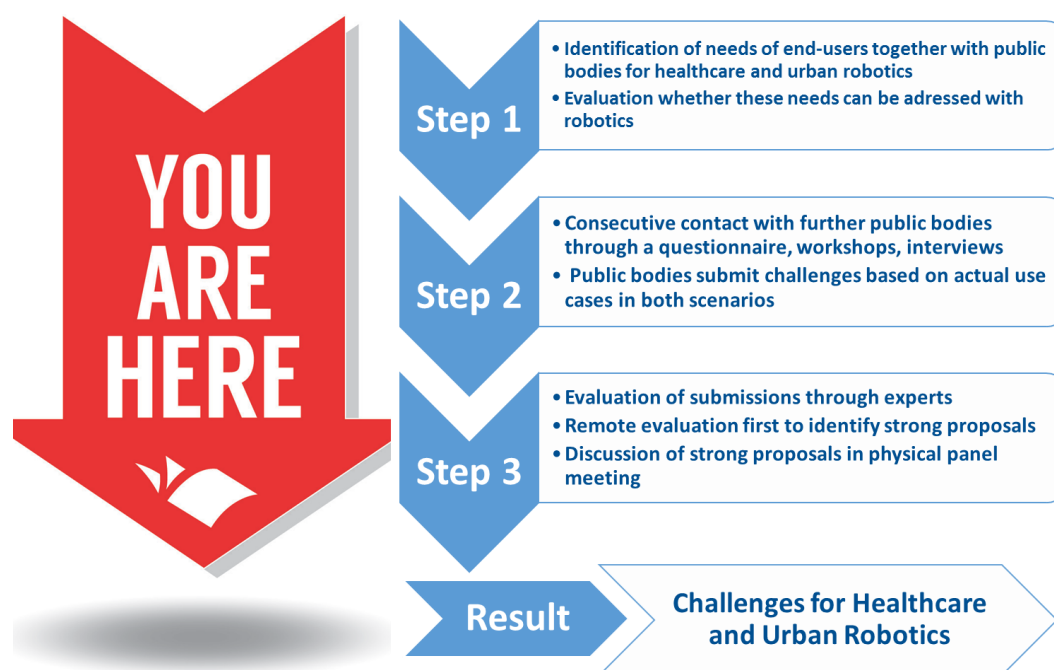 YOU
ARE
HERE
Step 1
• Identification of needs of end-users together with public
bodies for healthcare and urban robotics
• Evaluation whether these needs can be adressed with
robotics
Step 2
• Consecutive contact with further public bodies
through a questionnaire, workshops, interviews
• Public bodies submit challenges based on actual use
cases in both scenarios
Step 3
• Evaluation of submissions through experts
• Remote evaluation first to identify strong proposals
• Discussion of strong proposals in physical panel
meeting
Result
Challenges for Healthcare
and Urban Robotics